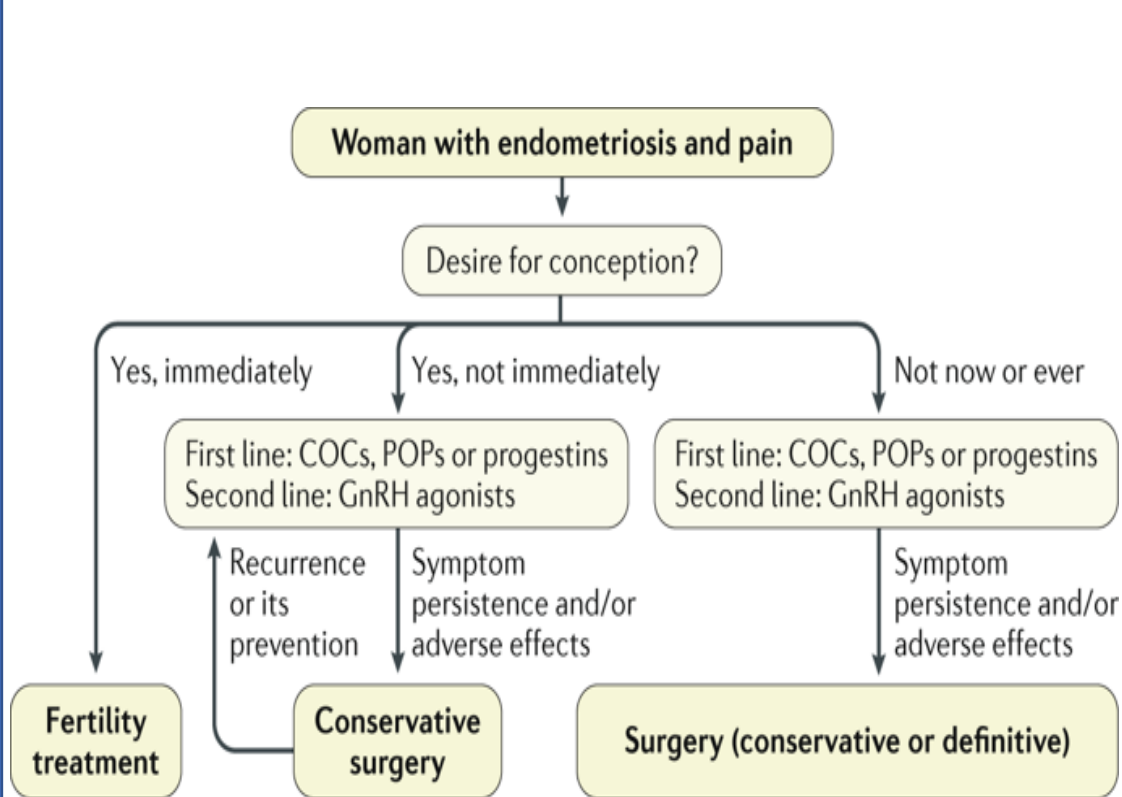 Woman with endometriosis and pain
Desire for conception?
Yes, immediately
Yes, not immediately
Not now or ever
First line: COCs, POPs or progestins
Second line: GnRH agonists
First line: COCs, POPs or progestins
Second line: GnRH agonists
Recurrence
or its
prevention
Symptom
persistence and/or
adverse effects
Symptom
persistence and/or
adverse effects
Fertility
treatment
Conservative
surgery
Surgery (conservative or definitive)